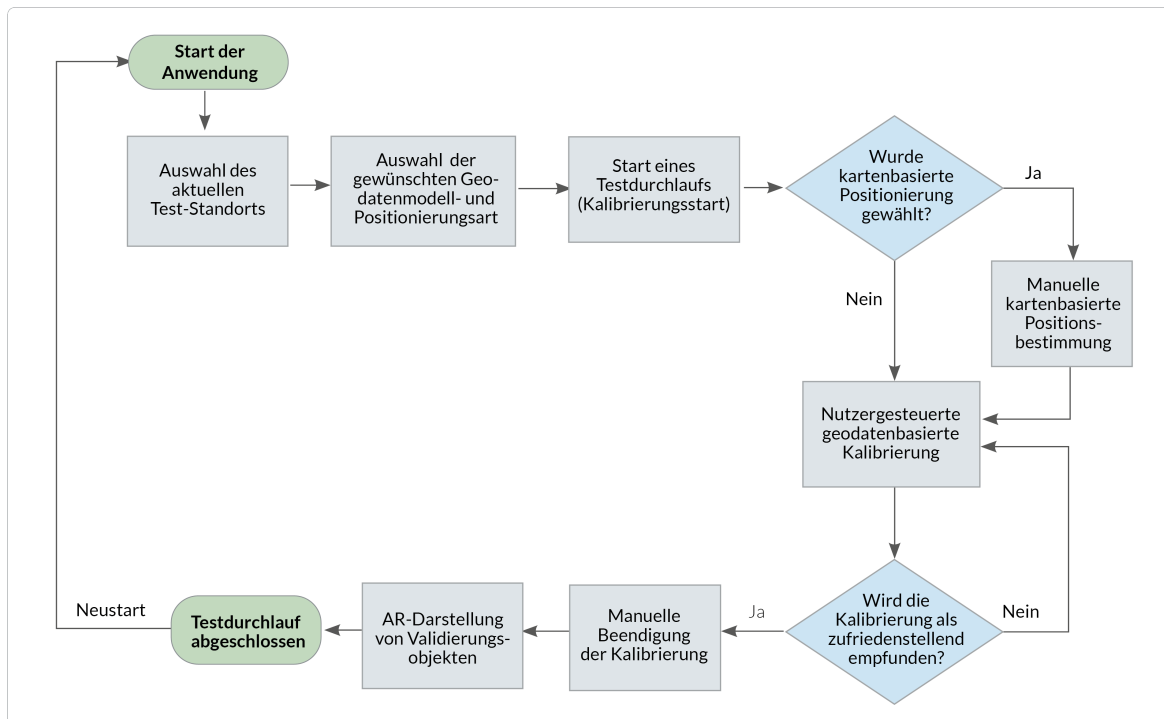 Start der
Anwendung
Auswahl des
aktuellen
Test-Standorts
Auswahl der
gewünschten Geo-
datenmodell- und
Positionierungsart
Start eines
Testdurchlaufs
(Kalibrierungsstart)
Wurde
kartenbasierte
Positionierung
gewählt?
Ja
Nein
Manuelle
kartenbasierte
Positions-
bestimmung
Nutzergesteuerte
geodatenbasierte
Kalibrierung
Wird die
Kalibrierung als
zufriedenstellend
empfunden?
Nein
Ja
Manuelle
Beendigung
der Kalibrierung
AR-Darstellung
von Validierungs-
objekten
Testdurchlauf
abgeschlossen
Neustart